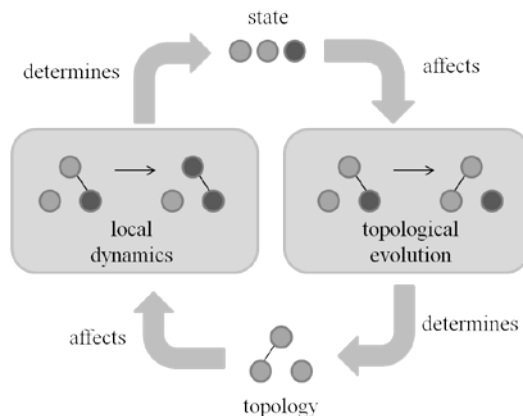 state
determines
affects
local
dynamics
topological
evolution
affects
determines
topology